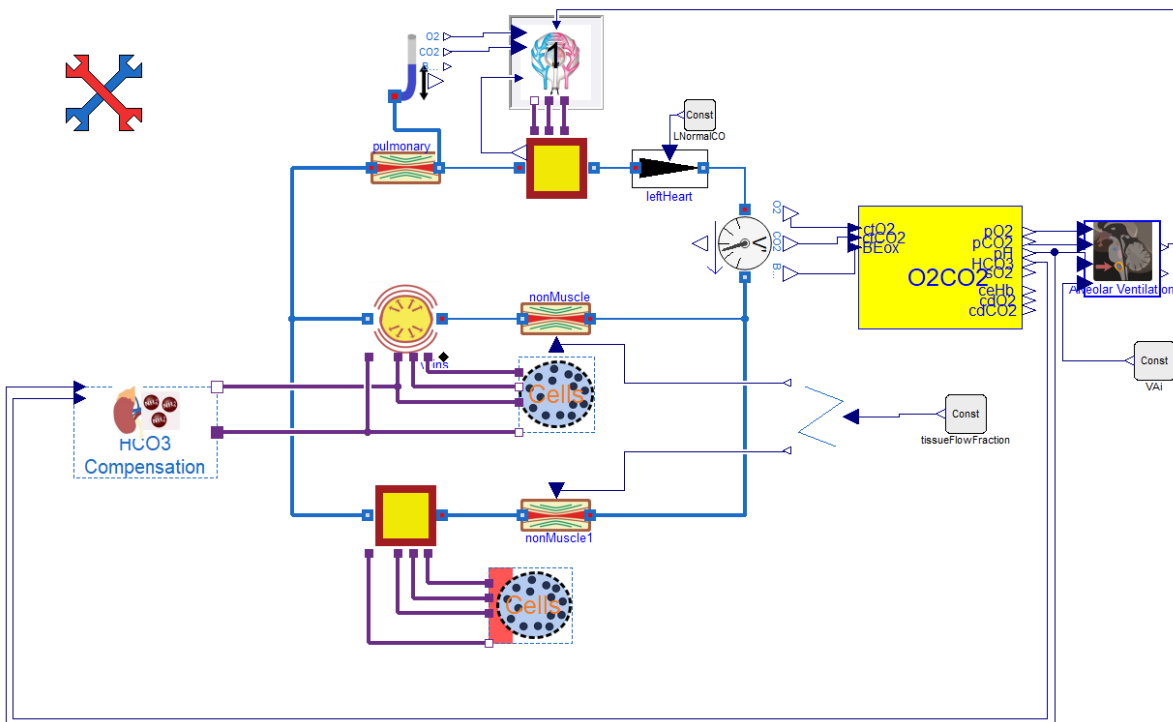 O2
CO2
B...
1
Const
LNormalCO
pulmonary
leftHeart
O2
CO2
B...
ctO2
ctCO2
BEox
O2CO2
pO2
pCO2
pH
HCO3
sO2
ceHb
cdO2
cdCO2
Alveolar Ventilation
Const
VAi
nonMuscle
Cells
HCO3
Compensation
Const
tissueFlowFraction
nonMuscle1
Cells